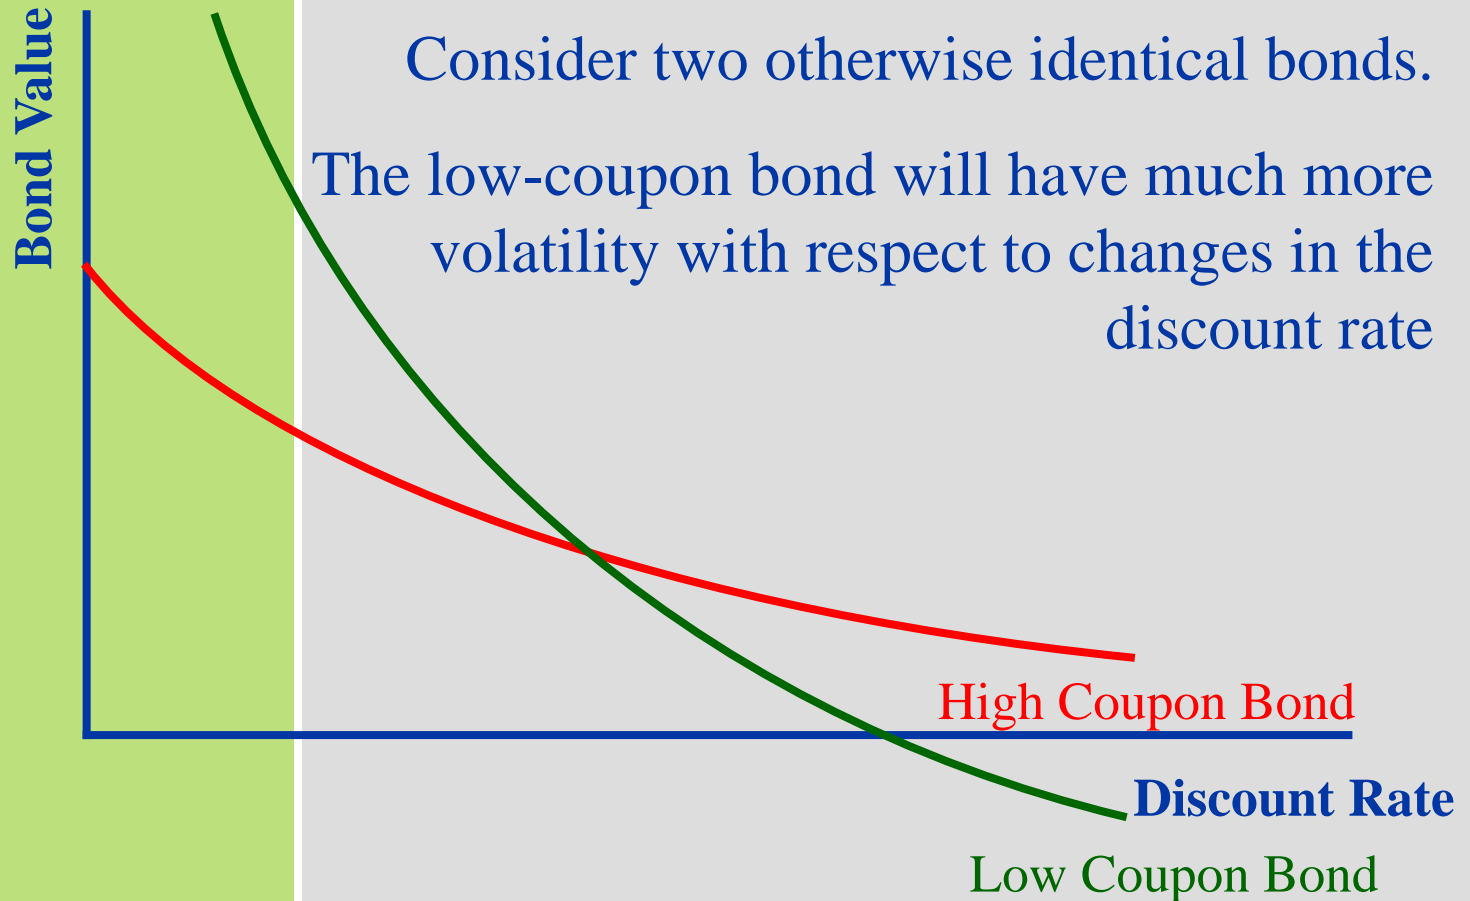 Bond Value
Consider two otherwise identical bonds.
The low-coupon bond will have much more
volatility with respect to changes in the
discount rate
High Coupon Bond
Discount Rate
Low Coupon Bond